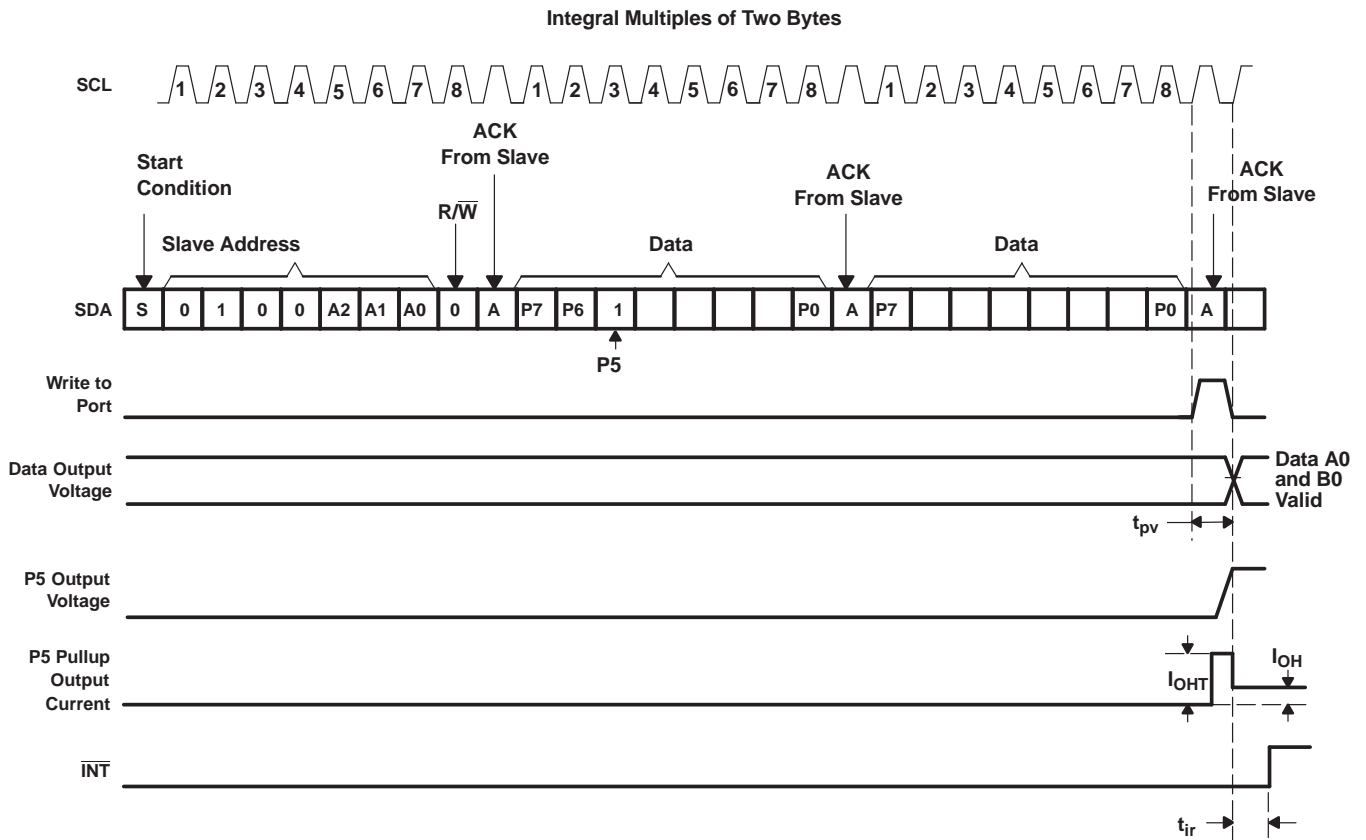 Integral Multiples of Two Bytes
SCL
1 2 3 4 5 6 7 8 1 2 3 4 5 6 7 8 1 2 3 4 5 6 7 8
Start
Condition
R/W̅
ACK
From Slave
ACK
From Slave
ACK
From Slave
Slave Address
Data
Data
SDA
S 0 1 0 0 A2 A1 A0 0 A P7 P6 1 P0 A P7 P0 A
P5
Write to
Port
Data Output
Voltage
Data A0
and B0
Valid
tpv
P5 Output
Voltage
P5 Pullup
Output
Current
IOHT
IOH
I̅N̅T̅
tir